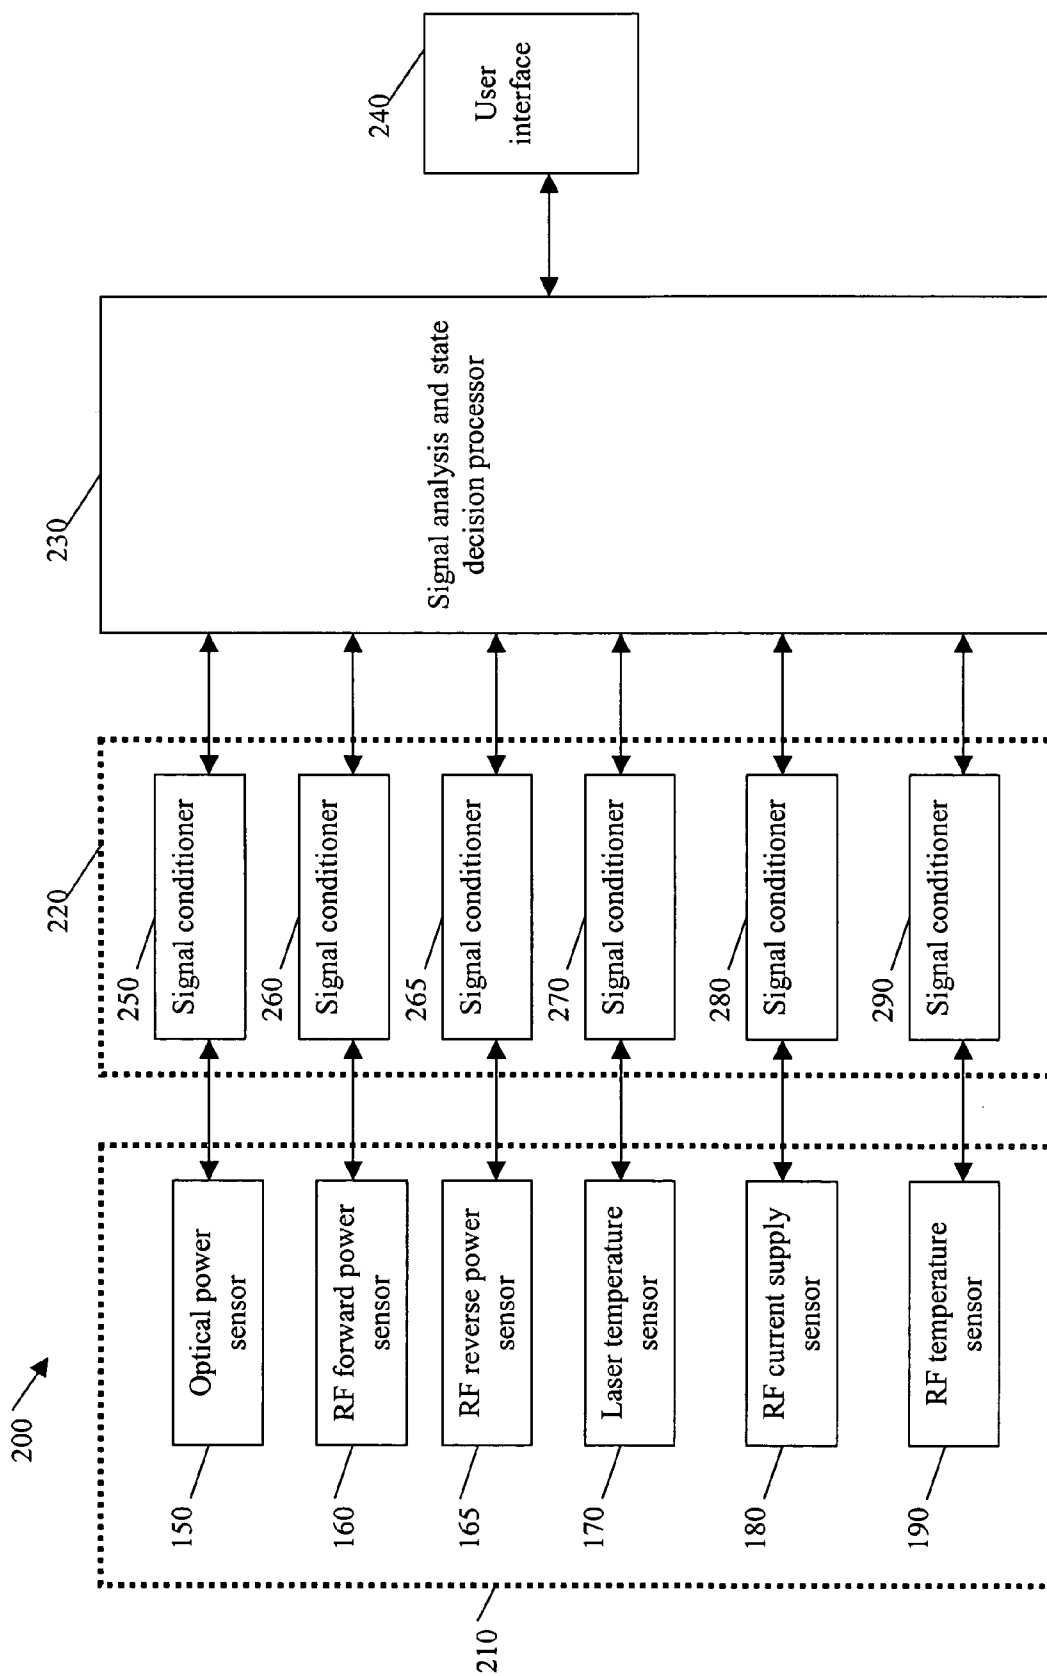 200
210
150
Optical power
sensor
160
RF forward power
sensor
165
RF reverse power
sensor
170
Laser temperature
sensor
180
RF current supply
sensor
190
RF temperature
sensor
220
250
Signal conditioner
260
Signal conditioner
265
Signal conditioner
270
Signal conditioner
280
Signal conditioner
290
Signal conditioner
230
Signal analysis and state
decision processor
240
User
interface